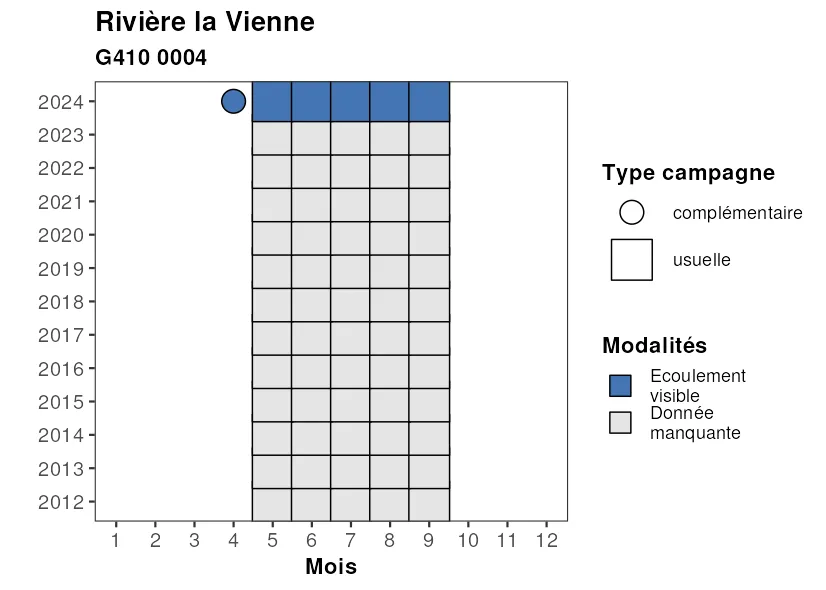 Rivière la Vienne
G410 0004
2024
2023
2022
2021
2020
2019
2018
2017
2016
2015
2014
2013
2012
1 2 3 4 5 6 7 8 9 10 11 12
Mois
Type campagne
complémentaire
usuelle
Modalités
Ecoulement
visible
Donnée
manquante